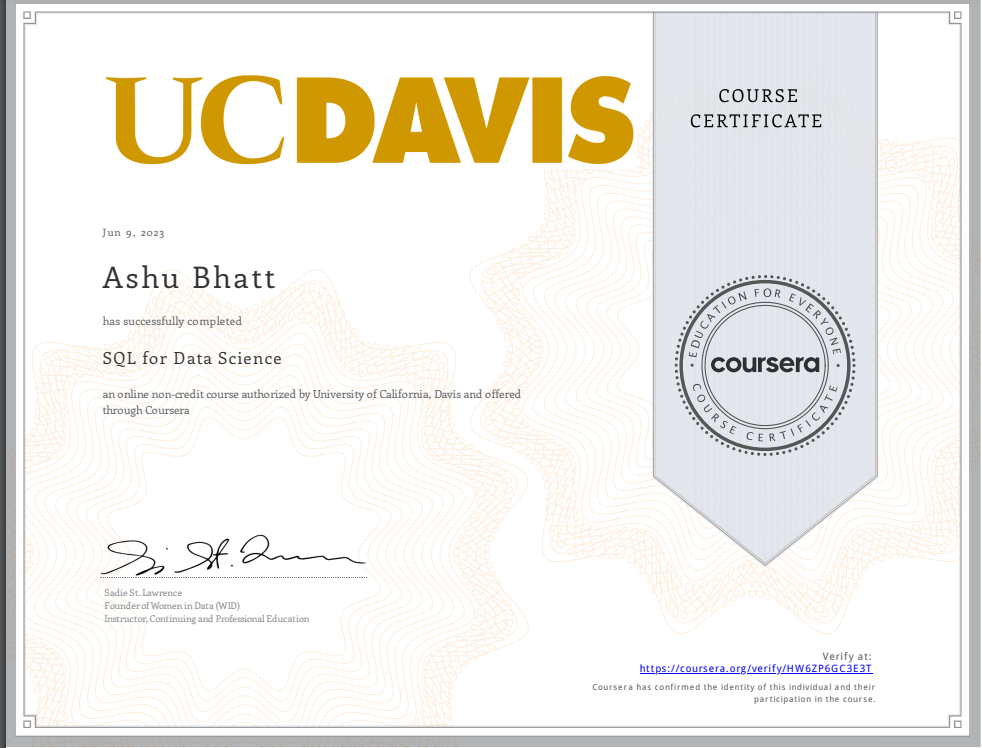 UCDAVIS
COURSE
CERTIFICATE
Jun 9, 2023
Ashu Bhatt
has successfully completed
SQL for Data Science
an online non-credit course authorized by University of California, Davis and offered
through Coursera
EDUCATION FOR EVERYONE
coursera
COURSE CERTIFICATE
Sadie St. Lawrence
Founder of Women in Data (WID)
Instructor, Continuing and Professional Education
Verify at:
https://coursera.org/verify/HW6ZP6GC3E3T
Coursera has confirmed the identity of this individual and their
participation in the course.